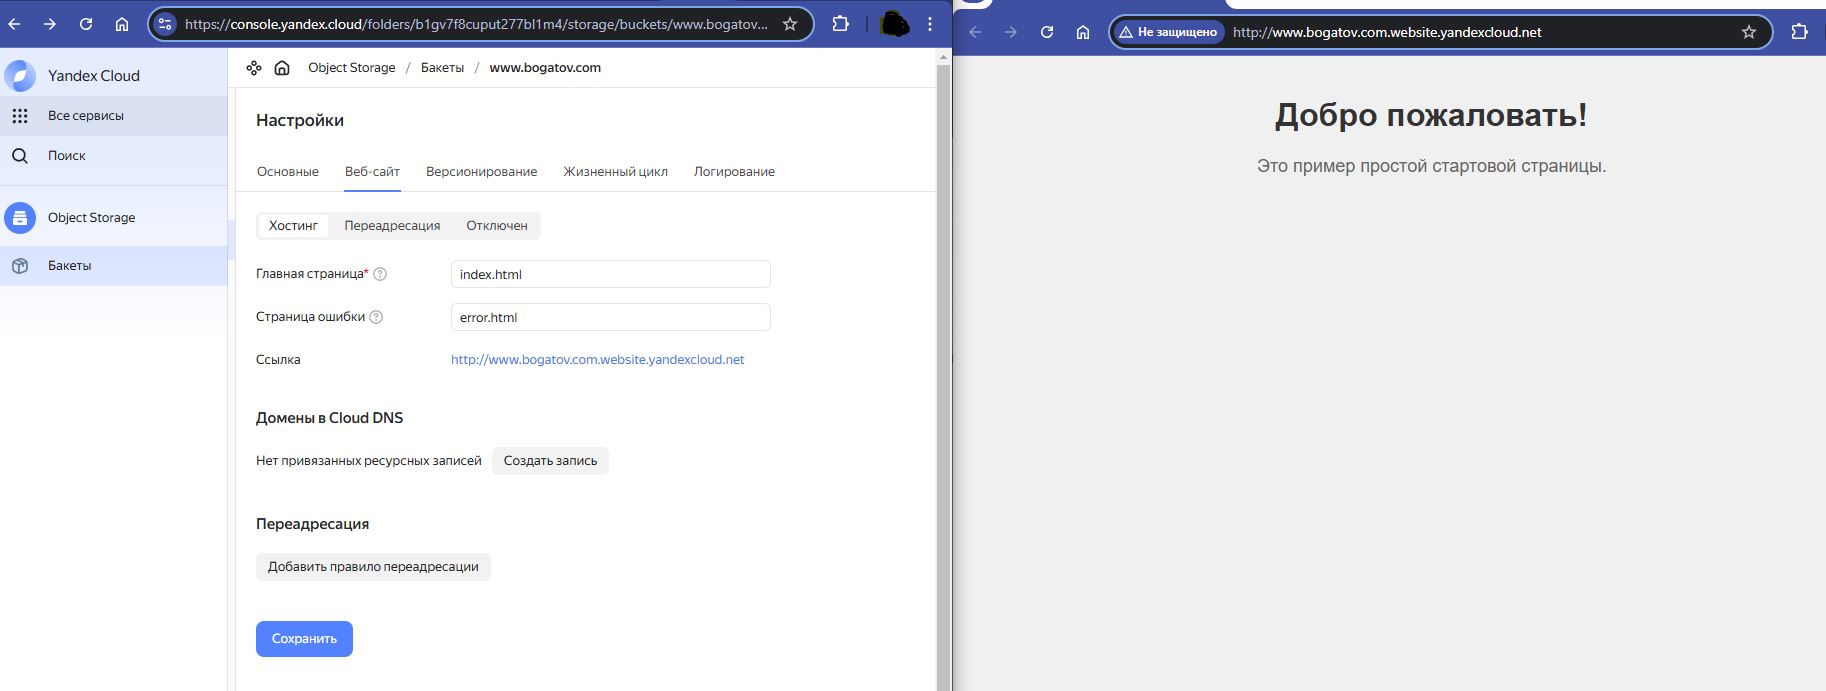 https://console.yandex.cloud/folders/b1gv7f8cuput277bl1m4/storage/buckets/www.bogatov...
Yandex Cloud
Все сервисы
Поиск
Object Storage
Бакеты
Object Storage / Бакеты / www.bogatov.com
Настройки
Основные Веб-сайт Версионирование Жизненный цикл Логирование
Хостинг Переадресация Отключен
Главная страница* index.html
Страница ошибки error.html
Ссылка http://www.bogatov.com.website.yandexcloud.net
Домены в Cloud DNS
Нет привязанных ресурсных записей Создать запись
Переадресация
Добавить правило переадресации
Сохранить
Не защищено http://www.bogatov.com.website.yandexcloud.net
Добро пожаловать!
Это пример простой стартовой страницы.